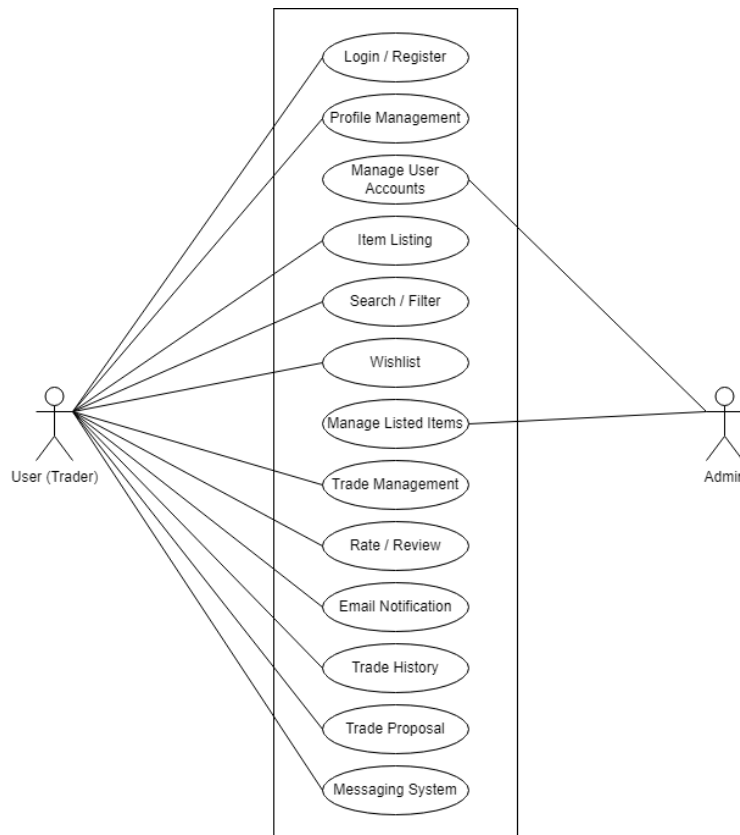 Login / Register
Profile Management
Manage User
Accounts
Item Listing
Search / Filter
Wishlist
Manage Listed Items
User (Trader)
Admin
Trade Management
Rate / Review
Email Notification
Trade History
Trade Proposal
Messaging System